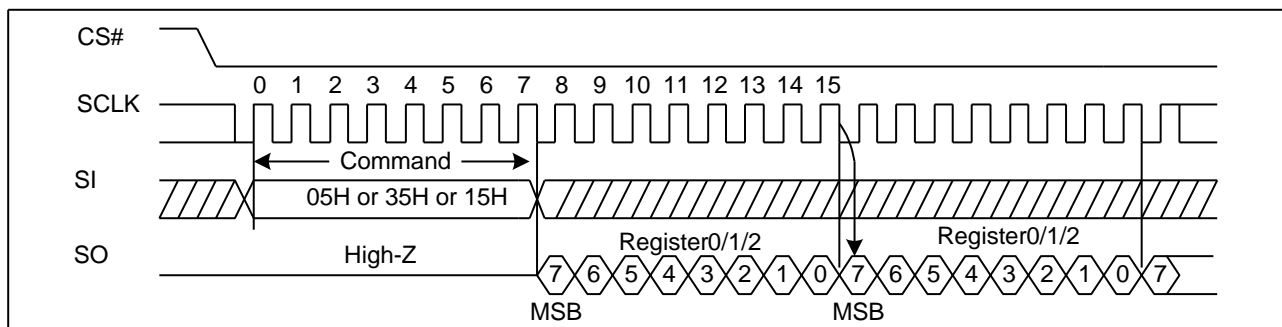 CS#
0 1 2 3 4 5 6 7 8 9 10 11 12 13 14 15
SCLK
Command
SI
05H or 35H or 15H
Register0/1/2 Register0/1/2
SO High-Z
7 6 5 4 3 2 1 0 7 6 5 4 3 2 1 0 7
MSB MSB